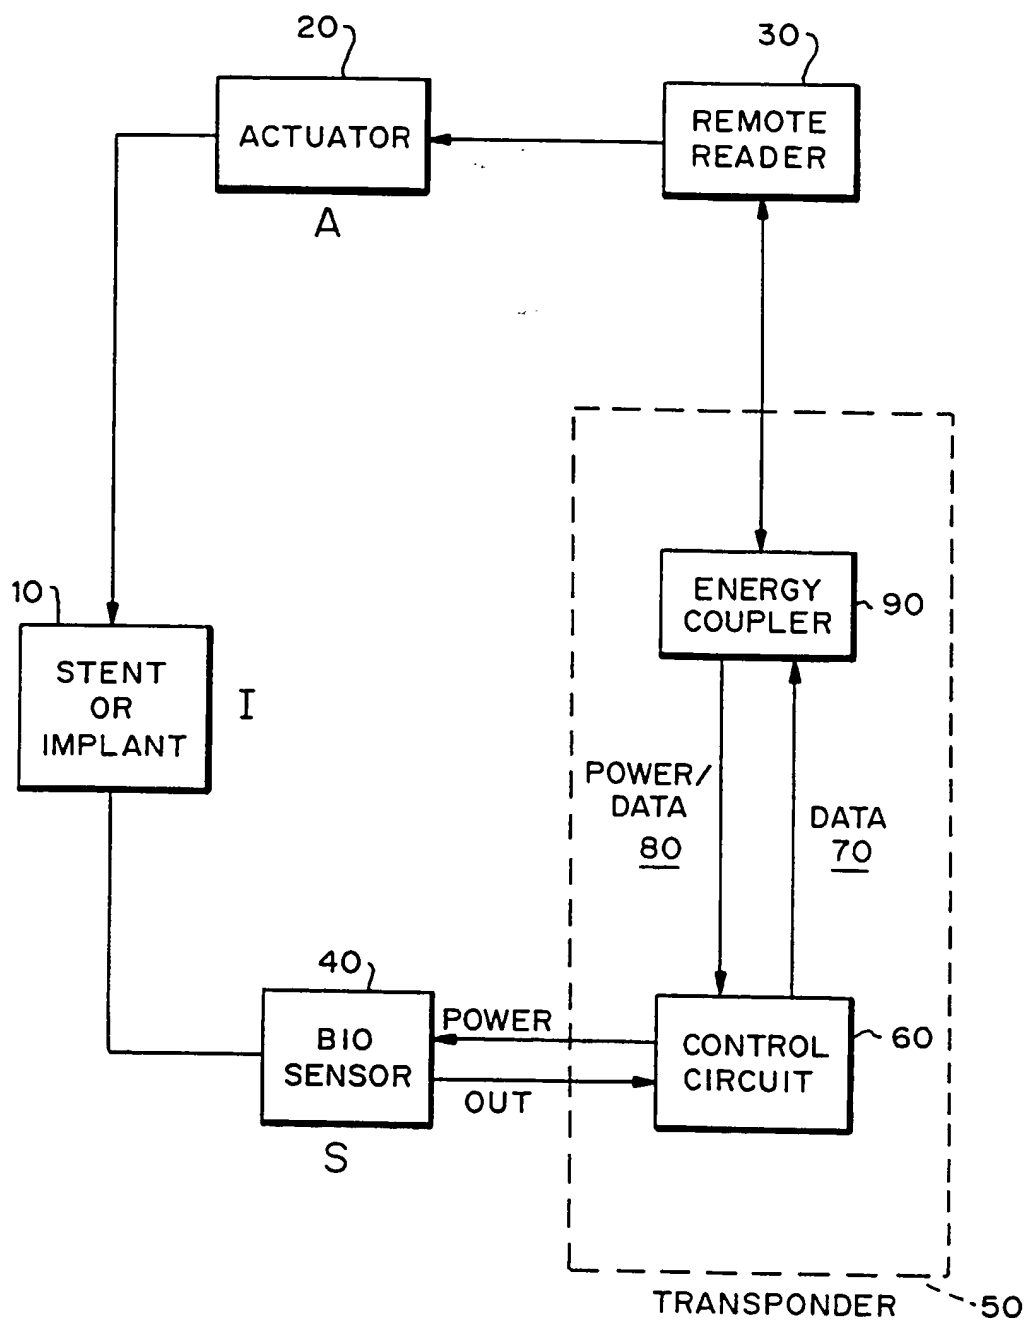 20
30
ACTUATOR
REMOTE
READER
A
10
STENT
OR
IMPLANT
I
ENERGY
COUPLER
90
POWER/
DATA
80
DATA
70
40
BIO
SENSOR
S
POWER
OUT
CONTROL
CIRCUIT
60
TRANSPONDER
50